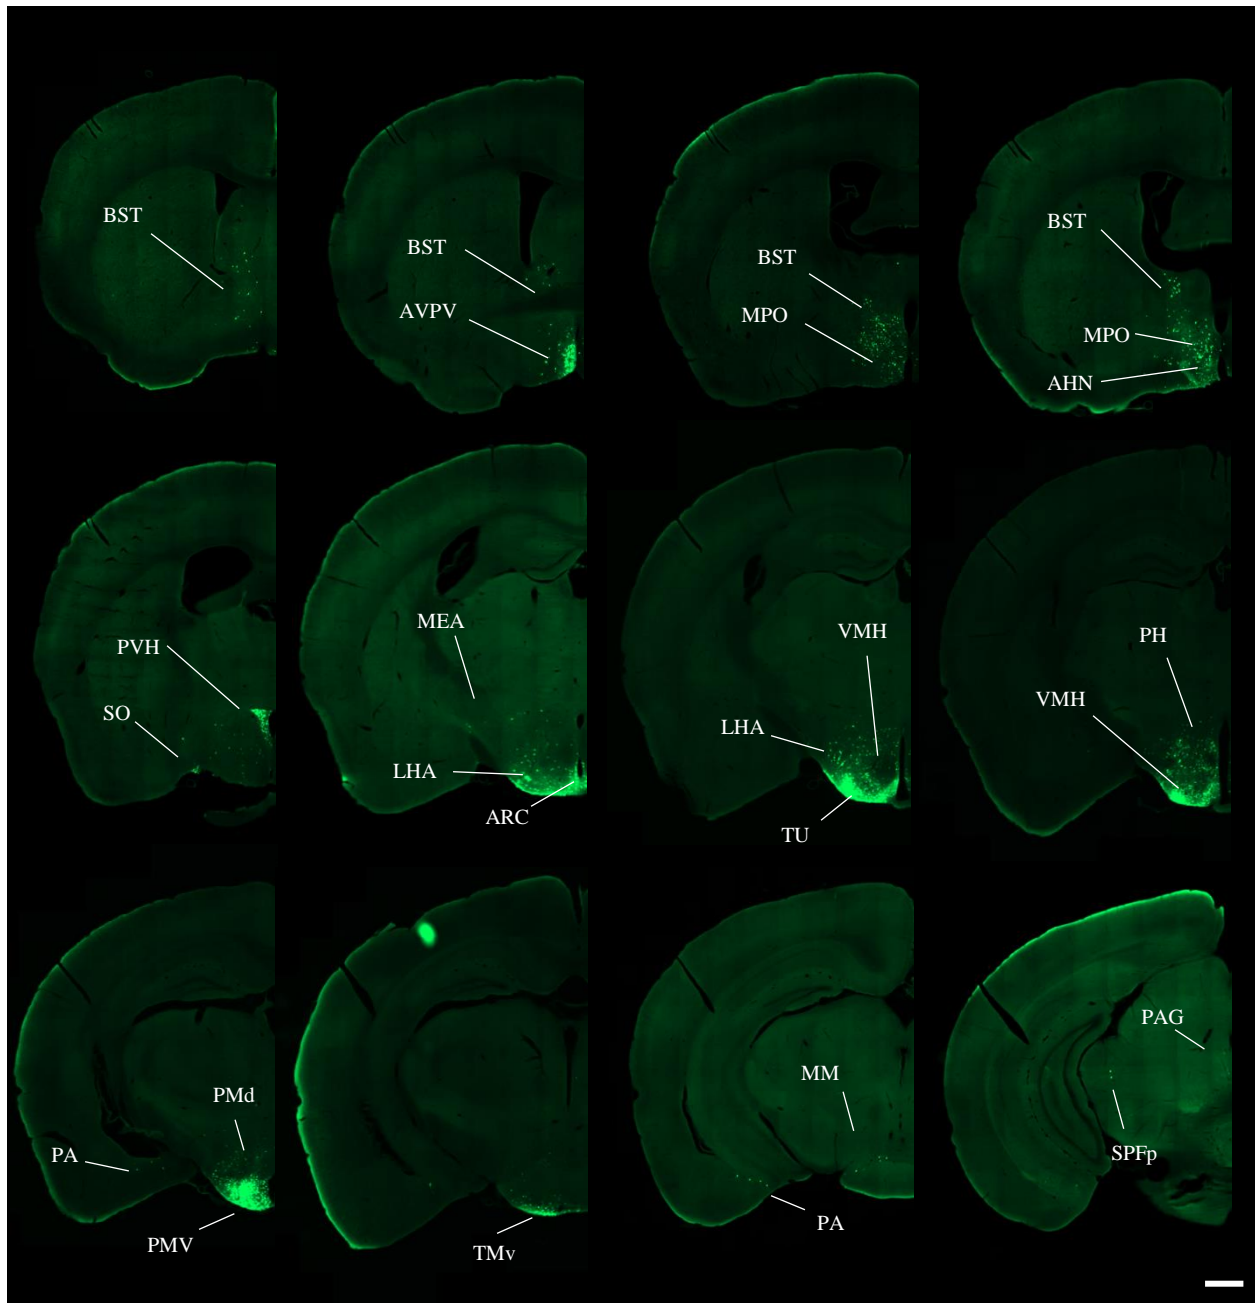 BST
BST
AVPV
BST
MPO
BST
MPO
AHN
PVH
SO
MEA
LHA
ARC
VMH
LHA
TU
PH
VMH
PMd
PA
PMV
TMv
MM
PA
PAG
SPFp